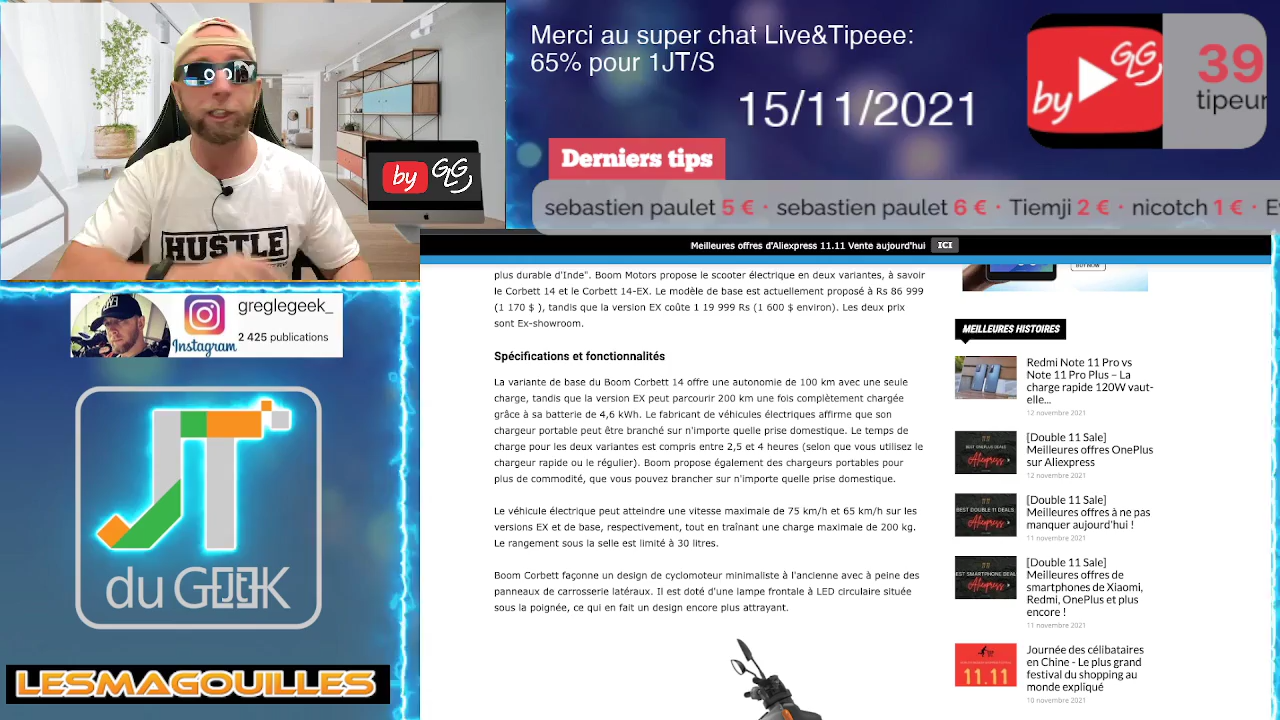 Merci au super chat Live&Tipeee:
65% pour 1JT/S
15/11/2021
by GLG
39
tipeur
Derniers tips
sebastien paulet 5 € · sebastien paulet 6 € · Tiemji 2 € · nicotch 1 € · E
by GLG
HUSTLE
Meilleures offres d'Aliexpress 11.11 Vente aujourd'hui ICI
greglegeek_
2 425 publications
Instagram
JT
du GEEK
LESMAGOUILLES
plus durable d'Inde". Boom Motors propose le scooter électrique en deux variantes, à savoir
le Corbett 14 et le Corbett 14-EX. Le modèle de base est actuellement proposé à Rs 86 999
(1 170 $ ), tandis que la version EX coûte 1 19 999 Rs (1 600 $ environ). Les deux prix
sont Ex-showroom.
Spécifications et fonctionnalités
La variante de base du Boom Corbett 14 offre une autonomie de 100 km avec une seule
charge, tandis que la version EX peut parcourir 200 km une fois complètement chargée
grâce à sa batterie de 4,6 kWh. Le fabricant de véhicules électriques affirme que son
chargeur portable peut être branché sur n'importe quelle prise domestique. Le temps de
charge pour les deux variantes est compris entre 2,5 et 4 heures (selon que vous utilisez le
chargeur rapide ou le régulier). Boom propose également des chargeurs portables pour
plus de commodité, que vous pouvez brancher sur n'importe quelle prise domestique.
Le véhicule électrique peut atteindre une vitesse maximale de 75 km/h et 65 km/h sur les
versions EX et de base, respectivement, tout en traînant une charge maximale de 200 kg.
Le rangement sous la selle est limité à 30 litres.
Boom Corbett façonne un design de cyclomoteur minimaliste à l'ancienne avec à peine des
panneaux de carrosserie latéraux. Il est doté d'une lampe frontale à LED circulaire située
sous la poignée, ce qui en fait un design encore plus attrayant.
BUY NOW
MEILLEURES HISTOIRES
Redmi Note 11 Pro vs
Note 11 Pro Plus – La
charge rapide 120W vaut-
elle...
12 novembre 2021
[Double 11 Sale]
Meilleures offres OnePlus
sur Aliexpress
12 novembre 2021
BEST DOUBLE 11 DEALS
Aliexpress
[Double 11 Sale]
Meilleures offres à ne pas
manquer aujourd'hui !
11 novembre 2021
EST SMARTPHONE DEALS
Aliexpress
[Double 11 Sale]
Meilleures offres de
smartphones de Xiaomi,
Redmi, OnePlus et plus
encore !
11 novembre 2021
11.11
Journée des célibataires
en Chine - Le plus grand
festival du shopping au
monde expliqué
10 novembre 2021